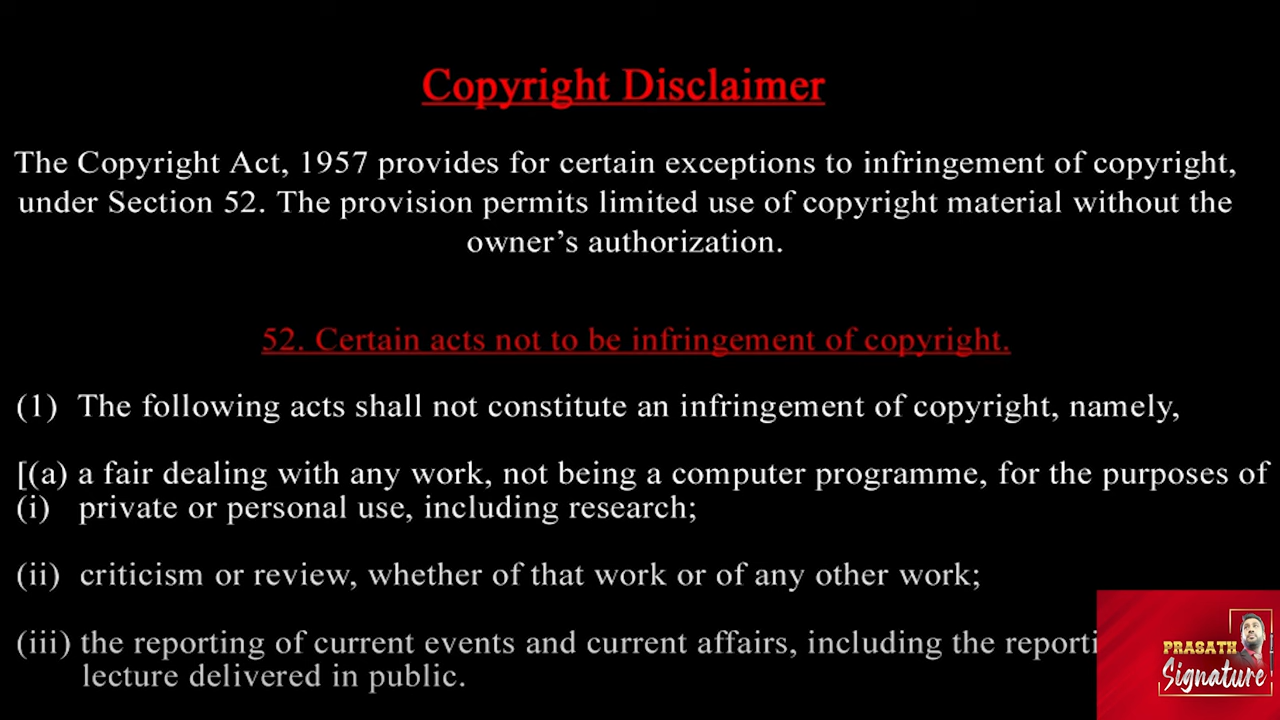 Copyright Disclaimer
The Copyright Act, 1957 provides for certain exceptions to infringement of copyright,
under Section 52. The provision permits limited use of copyright material without the
owner’s authorization.
52. Certain acts not to be infringement of copyright.
(1) The following acts shall not constitute an infringement of copyright, namely,
[(a) a fair dealing with any work, not being a computer programme, for the purposes of
(i) private or personal use, including research;
(ii) criticism or review, whether of that work or of any other work;
(iii) the reporting of current events and current affairs, including the
lecture delivered in public.
PRASATH
Signature